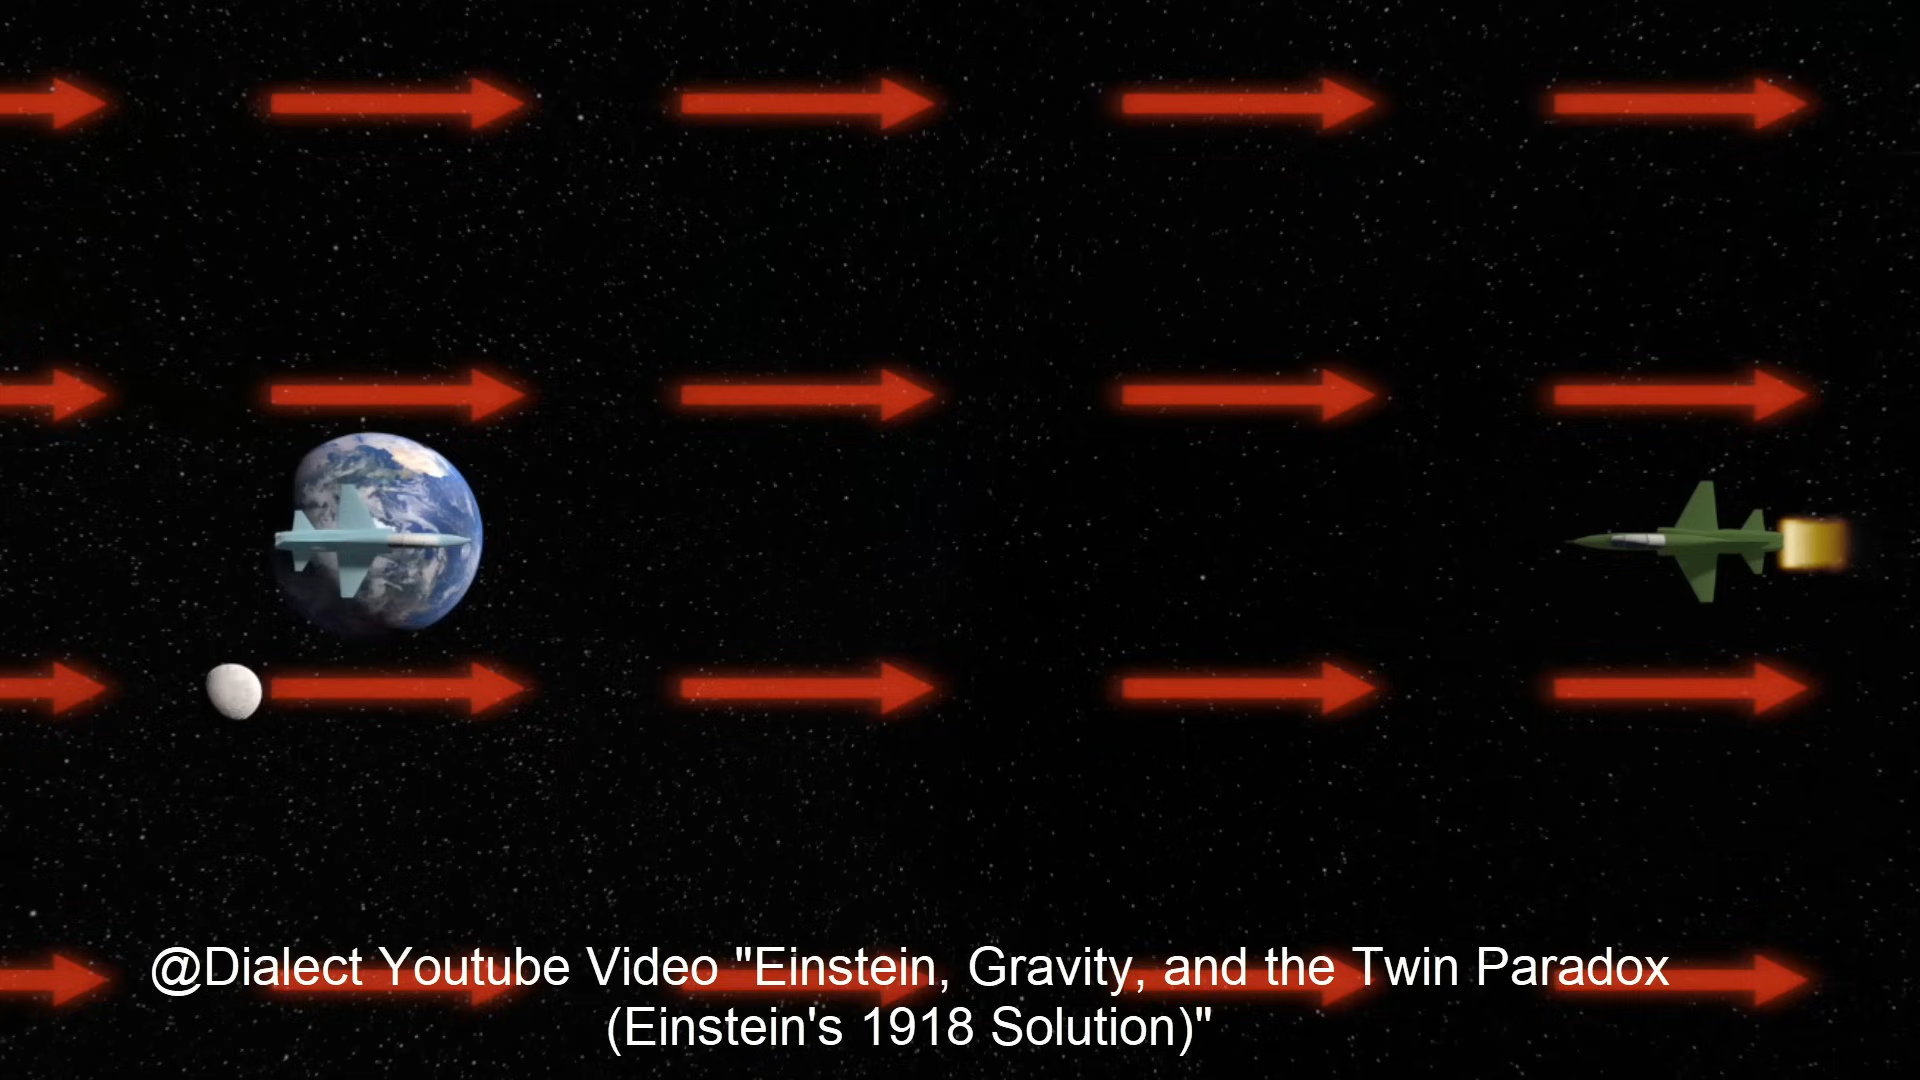 @Dialect Youtube Video "Einstein, Gravity, and the Twin Paradox
(Einstein's 1918 Solution)"